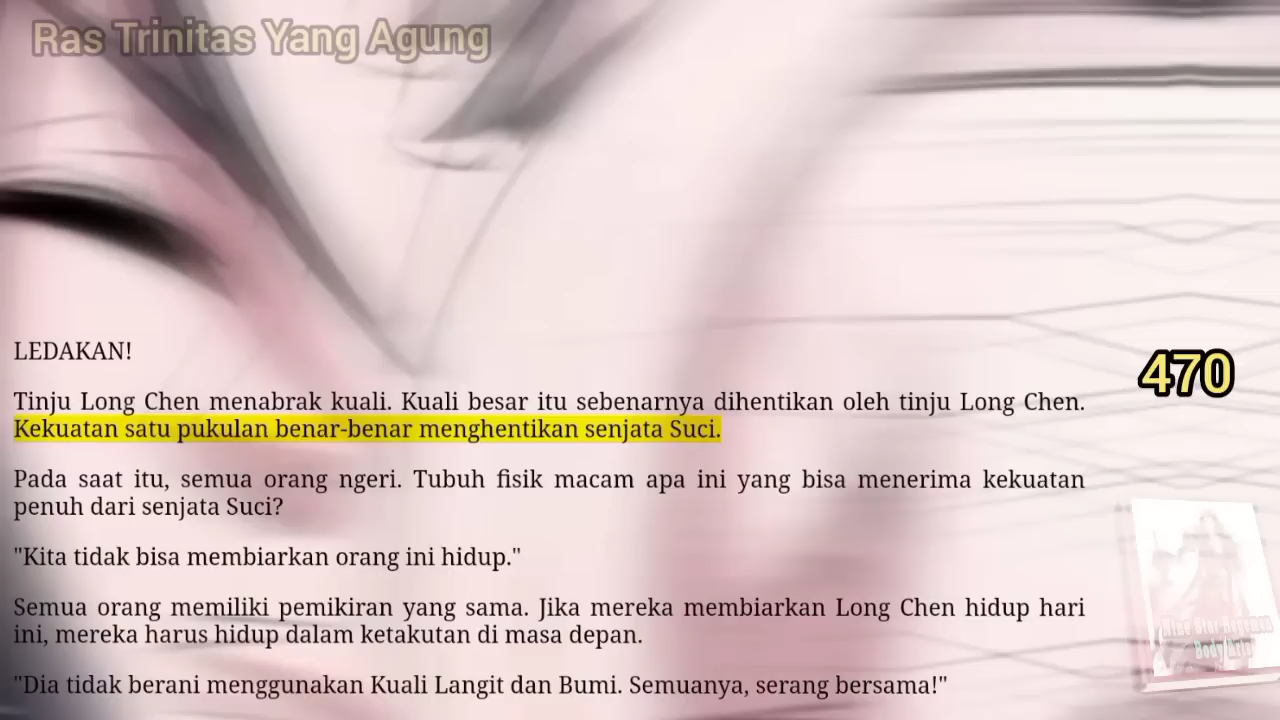 Ras Trinitas Yang Agung
LEDAKAN!
Tinju Long Chen menabrak kuali. Kuali besar itu sebenarnya dihentikan oleh tinju Long Chen.
Kekuatan satu pukulan benar-benar menghentikan senjata Suci.
Pada saat itu, semua orang ngeri. Tubuh fisik macam apa ini yang bisa menerima kekuatan
penuh dari senjata Suci?
"Kita tidak bisa membiarkan orang ini hidup."
Semua orang memiliki pemikiran yang sama. Jika mereka membiarkan Long Chen hidup hari
ini, mereka harus hidup dalam ketakutan di masa depan.
"Dia tidak berani menggunakan Kuali Langit dan Bumi. Semuanya, serang bersama!"
470
Body Arts